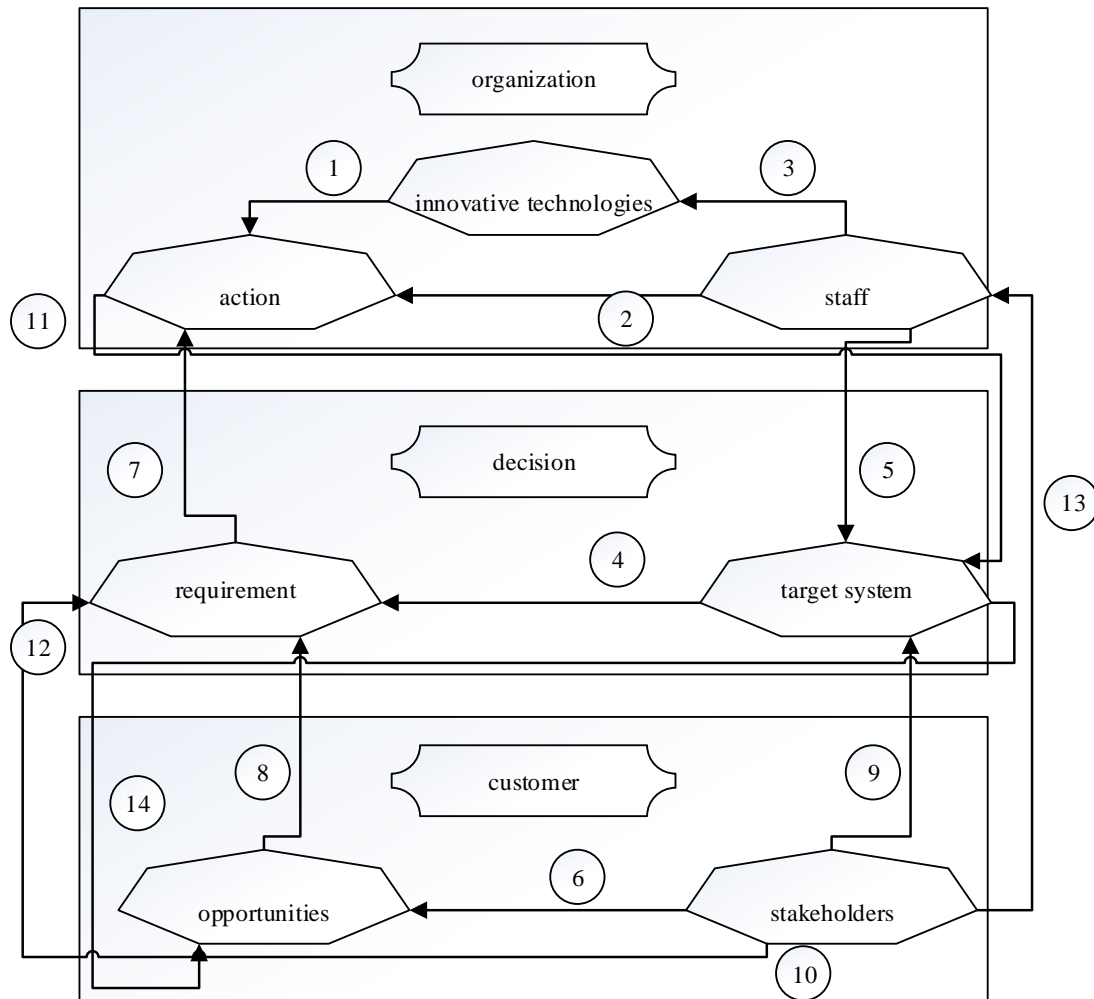 organization
1
3
innovative technologies
action
staff
11
2
decision
7
5
13
4
requirement
target system
12
customer
8
9
14
6
opportunities
stakeholders
10